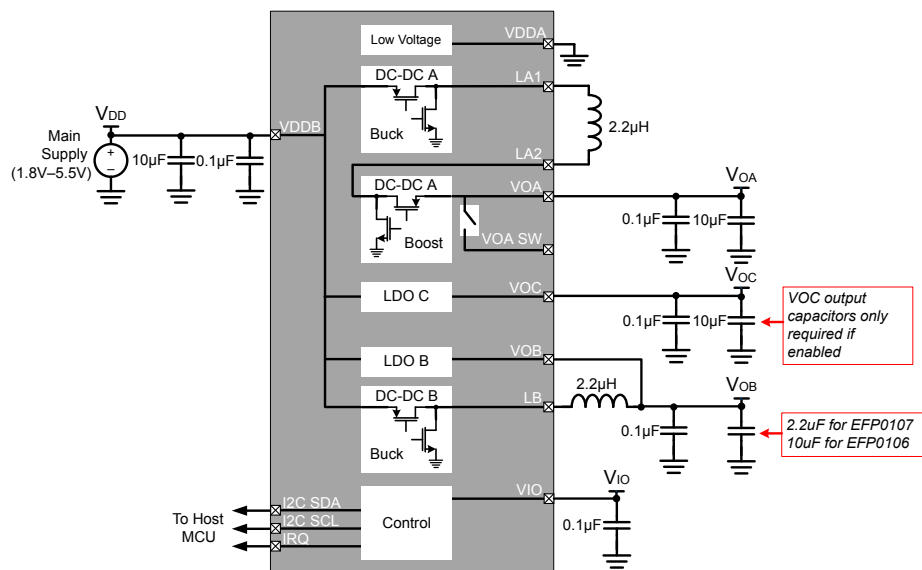 Low Voltage
VDDA
DC-DC A
LA1
Buck
2.2µH
VDD
Main
Supply
(1.8V–5.5V)
10µF
0.1µF
VDDB
LA2
DC-DC A
VOA
Boost
VOA SW
VOA
0.1µF
10µF
LDO C
VOC
VOC
0.1µF
10µF
VOC output
capacitors only
required if
enabled
LDO B
VOB
DC-DC B
LB
Buck
2.2µH
VOB
0.1µF
2.2uF for EFP0107
10uF for EFP0106
VIO
VIO
0.1µF
Control
I2C SDA
I2C SCL
IRQ
To Host
MCU